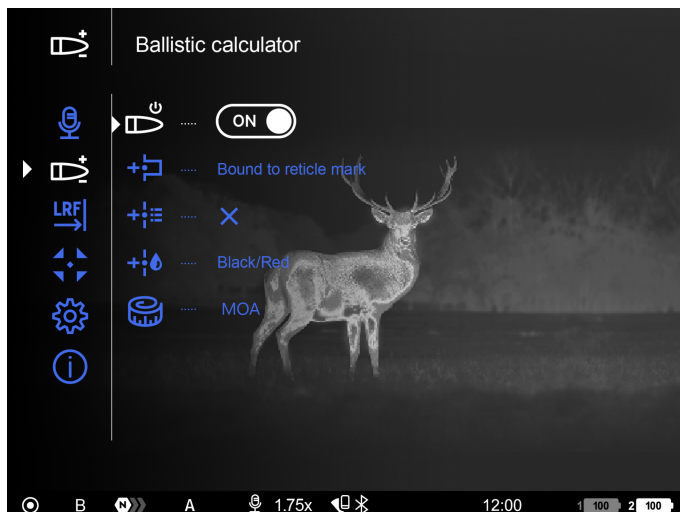 Ballistic calculator
ON
Bound to reticle mark
LRF
Black/Red
MOA
B N A 1.75x 12:00 1 100 2 100